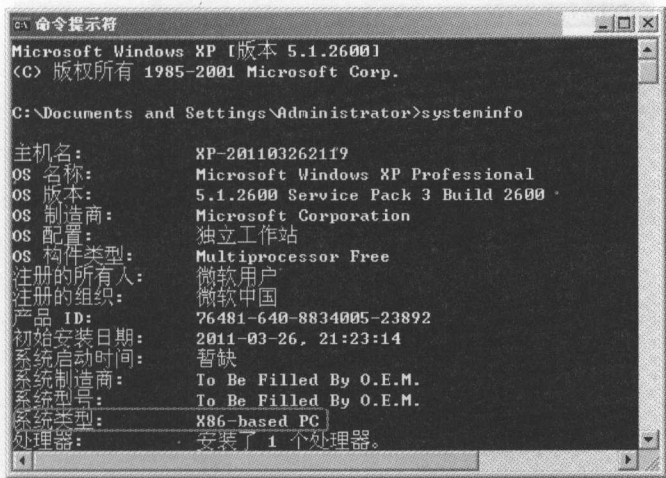 命令提示符
Microsoft Windows XP [版本 5.1.2600]
(C) 版权所有 1985-2001 Microsoft Corp.
C:\Documents and Settings\Administrator>systeminfo
主机名: XP-201103262119
OS 名称: Microsoft Windows XP Professional
OS 版本: 5.1.2600 Service Pack 3 Build 2600
OS 制造商: Microsoft Corporation
OS 配置: 独立工作站
OS 构件类型: Multiprocessor Free
注册的所有人: 微软用户
注册的组织: 微软中国
产品 ID: 76481-640-8834005-23892
初始安装日期: 2011-03-26, 21:23:14
系统启动时间: 暂缺
系统制造商: To Be Filled By O.E.M.
系统型号: To Be Filled By O.E.M.
系统类型: X86-based PC
处理器: 安装了 1 个处理器。